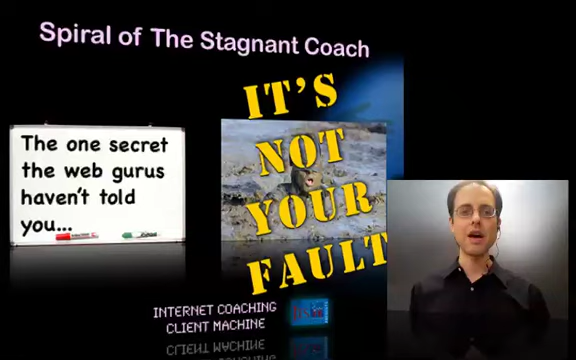 Spiral of The Stagnant Coach
The one secret
the web gurus
haven't told
you...
IT'S
NOT
YOUR
FAULT
INTERNET COACHING
CLIENT MACHINE